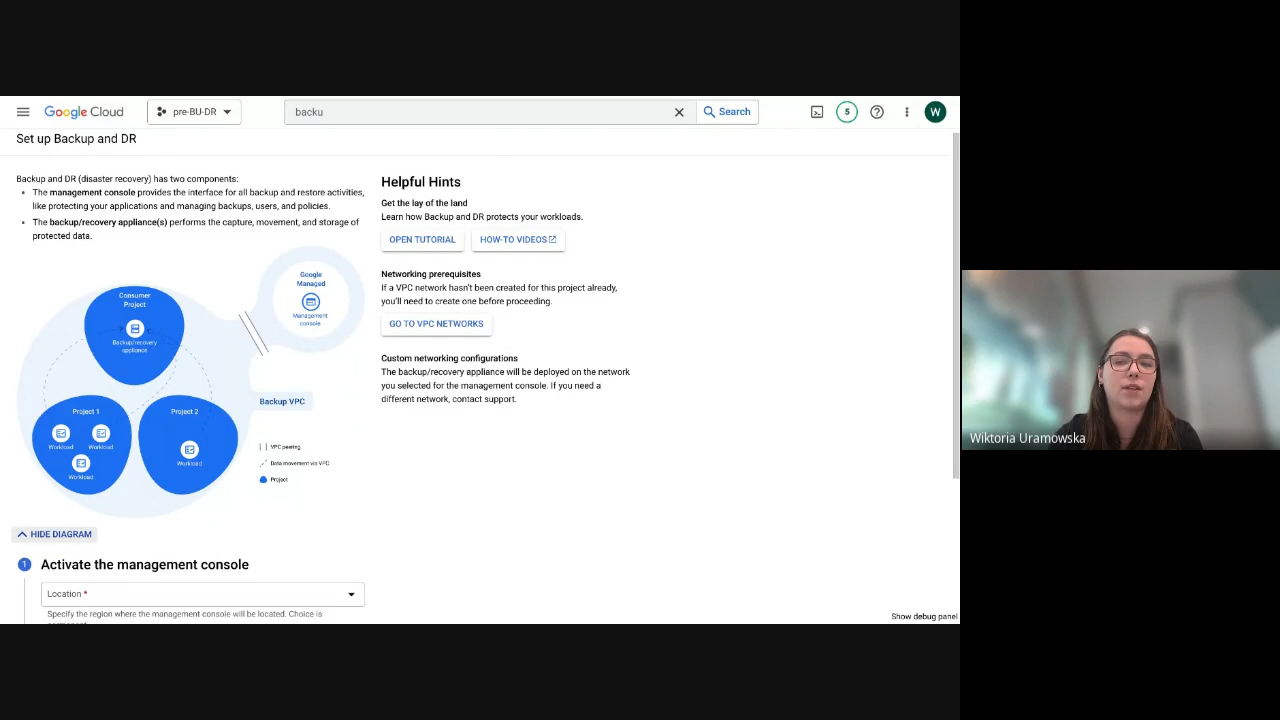 Google Cloud
pre-BU-DR
backu
Search
5
W
Set up Backup and DR
Backup and DR (disaster recovery) has two components:
The management console provides the interface for all backup and restore activities,
like protecting your applications and managing backups, users, and policies.
The backup/recovery appliance(s) performs the capture, movement, and storage of
protected data.
Google
Managed
Management
console
Consumer
Project
Backup/recovery
appliance
Backup VPC
Project 1
Workload
Workload
Workload
Project 2
Workload
VPC peering
Data movement via VPC
Project
HIDE DIAGRAM
1 Activate the management console
Location *
Specify the region where the management console will be located. Choice is
Helpful Hints
Get the lay of the land
Learn how Backup and DR protects your workloads.
OPEN TUTORIAL
HOW-TO VIDEOS
Networking prerequisites
If a VPC network hasn't been created for this project already,
you'll need to create one before proceeding.
GO TO VPC NETWORKS
Custom networking configurations
The backup/recovery appliance will be deployed on the network
you selected for the management console. If you need a
different network, contact support.
Show debug panel
Wiktoria Uramowska